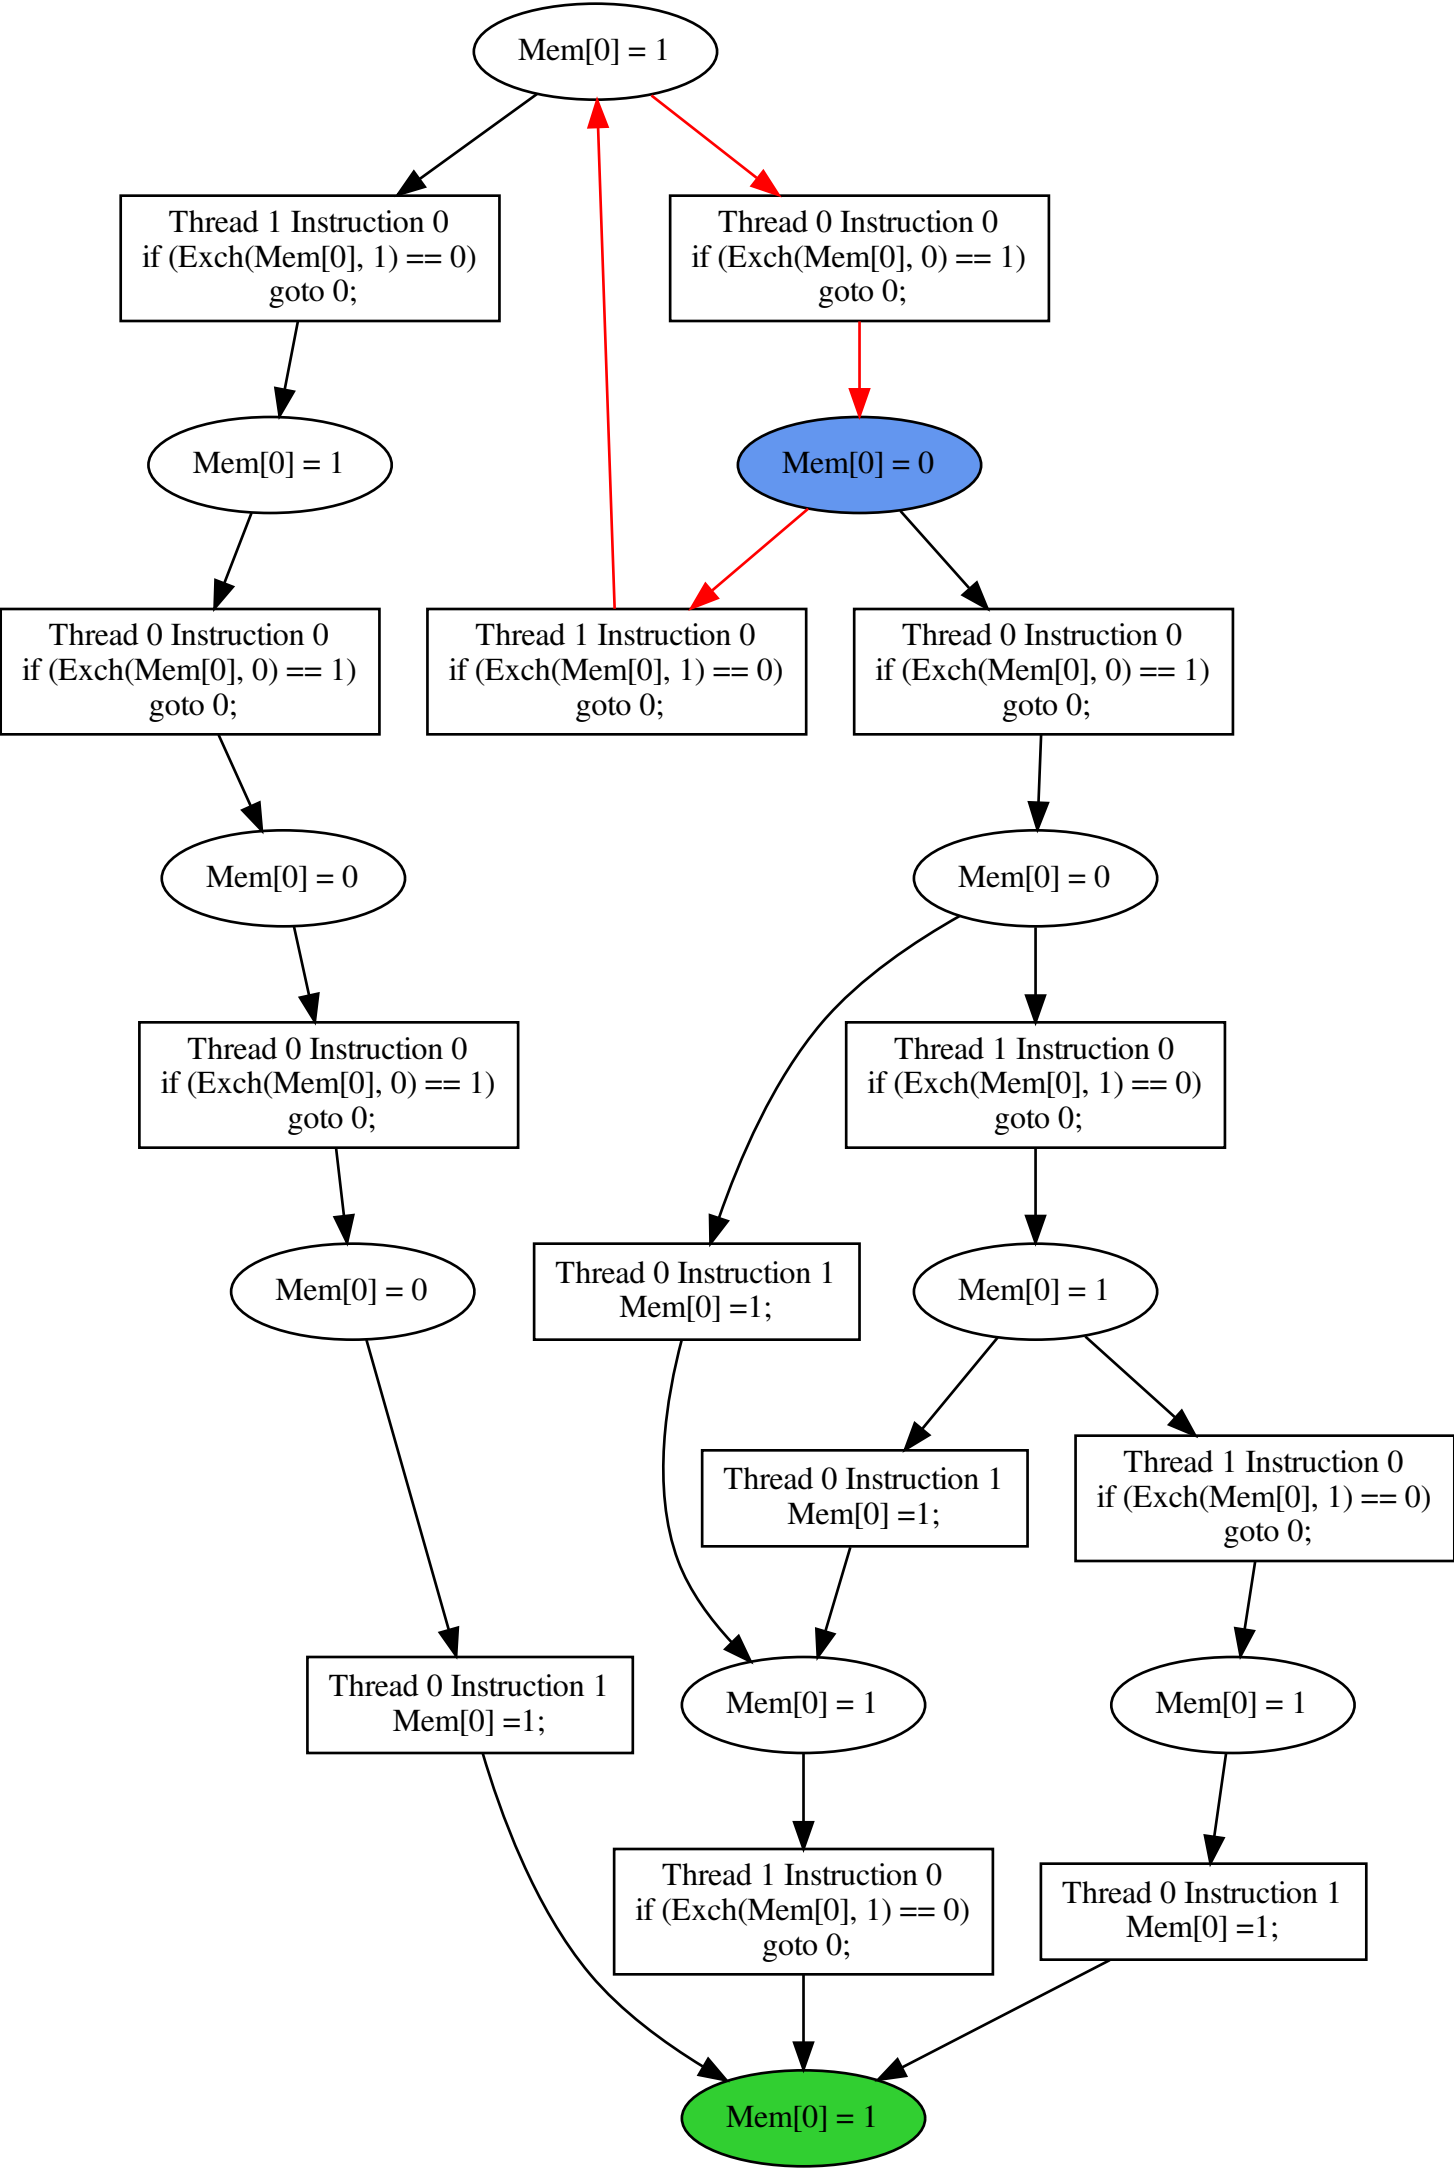 Mem[0] = 1
Thread 1 Instruction 0
if (Exch(Mem[0], 1) == 0)
goto 0;
Thread 0 Instruction 0
if (Exch(Mem[0], 0) == 1)
goto 0;
Mem[0] = 1
Mem[0] = 0
Thread 0 Instruction 0
if (Exch(Mem[0], 0) == 1)
goto 0;
Thread 1 Instruction 0
if (Exch(Mem[0], 1) == 0)
goto 0;
Thread 0 Instruction 0
if (Exch(Mem[0], 0) == 1)
goto 0;
Mem[0] = 0
Mem[0] = 0
Thread 0 Instruction 0
if (Exch(Mem[0], 0) == 1)
goto 0;
Thread 1 Instruction 0
if (Exch(Mem[0], 1) == 0)
goto 0;
Mem[0] = 0
Thread 0 Instruction 1
Mem[0] =1;
Mem[0] = 1
Thread 0 Instruction 1
Mem[0] =1;
Thread 1 Instruction 0
if (Exch(Mem[0], 1) == 0)
goto 0;
Thread 0 Instruction 1
Mem[0] =1;
Mem[0] = 1
Mem[0] = 1
Thread 1 Instruction 0
if (Exch(Mem[0], 1) == 0)
goto 0;
Thread 0 Instruction 1
Mem[0] =1;
Mem[0] = 1